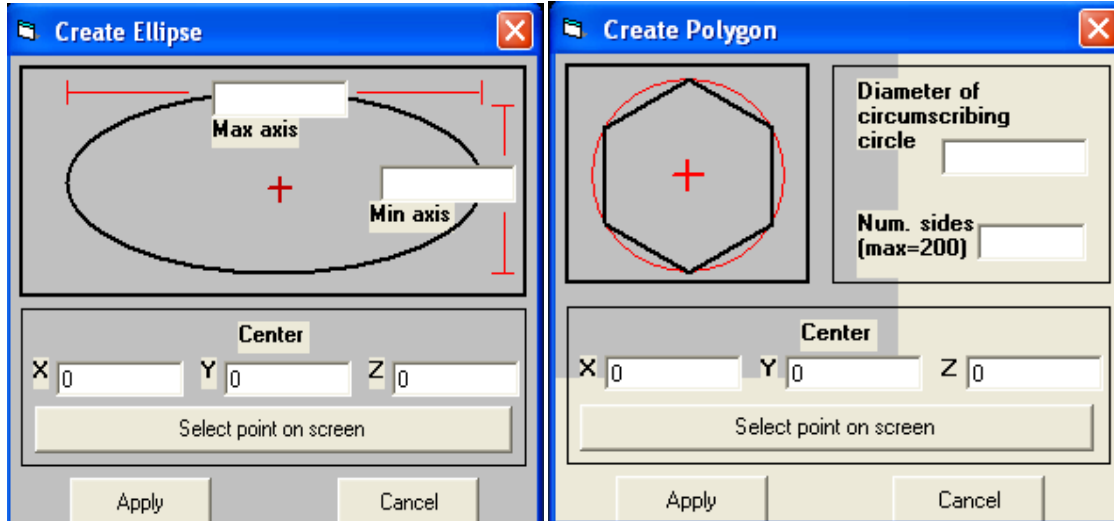 Create Ellipse
Max axis
Min axis
Center
X 0 Y 0 Z 0
Select point on screen
Apply Cancel
Create Polygon
Diameter of
circumscribing
circle
Num. sides
(max=200)
Center
X 0 Y 0 Z 0
Select point on screen
Apply Cancel